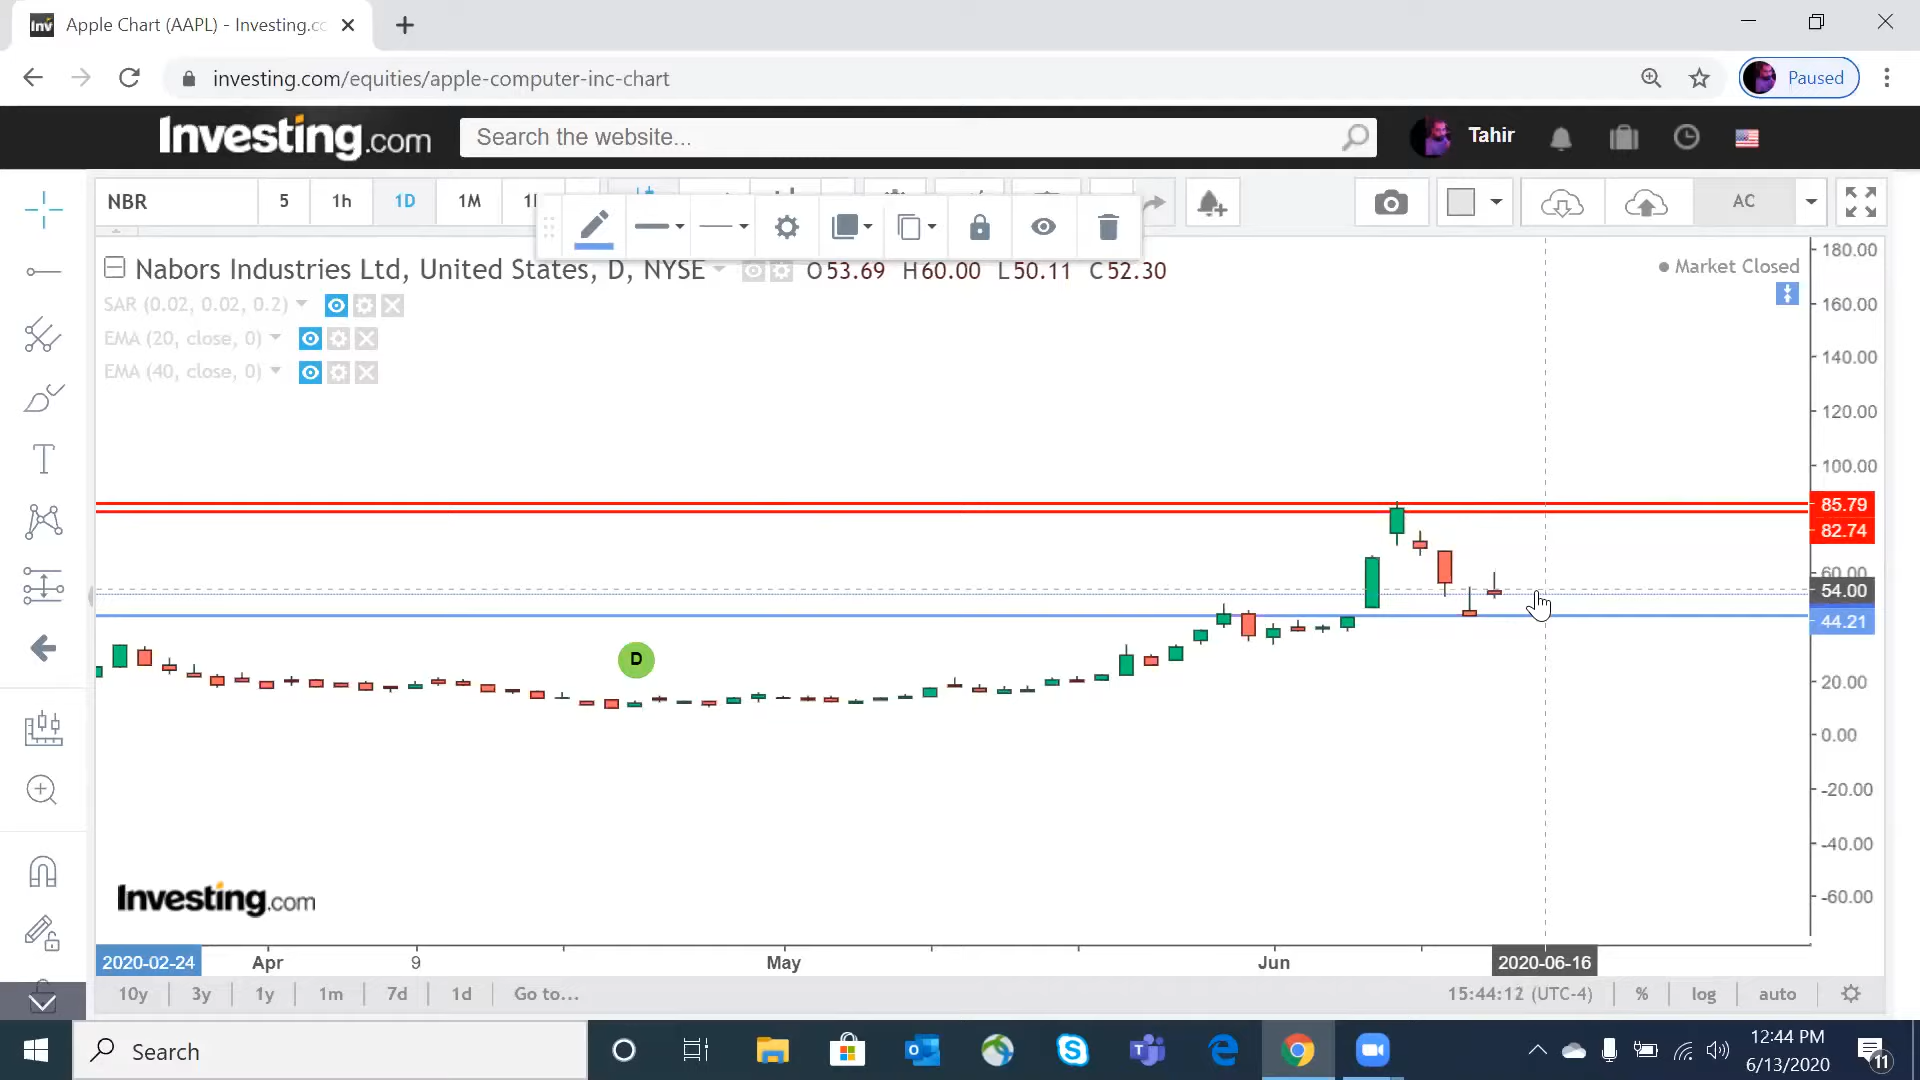 Inv Apple Chart (AAPL) - Investing.cc
investing.com/equities/apple-computer-inc-chart
Paused
Investing.com
Search the website...
Tahir
NBR 5 1h 1D 1M
AC
Nabors Industries Ltd, United States, D, NYSE O53.69 H60.00 L50.11 C52.30
Market Closed
SAR (0.02, 0.02, 0.2)
EMA (20, close, 0)
EMA (40, close, 0)
180.00
160.00
140.00
120.00
100.00
85.79
82.74
60.00
54.00
44.21
20.00
0.00
-20.00
-40.00
-60.00
D
T
Investing.com
2020-02-24 Apr 9 May Jun 2020-06-16
10y 3y 1y 1m 7d 1d Go to... 15:44:12 (UTC-4) % log auto
Search
12:44 PM
6/13/2020
11